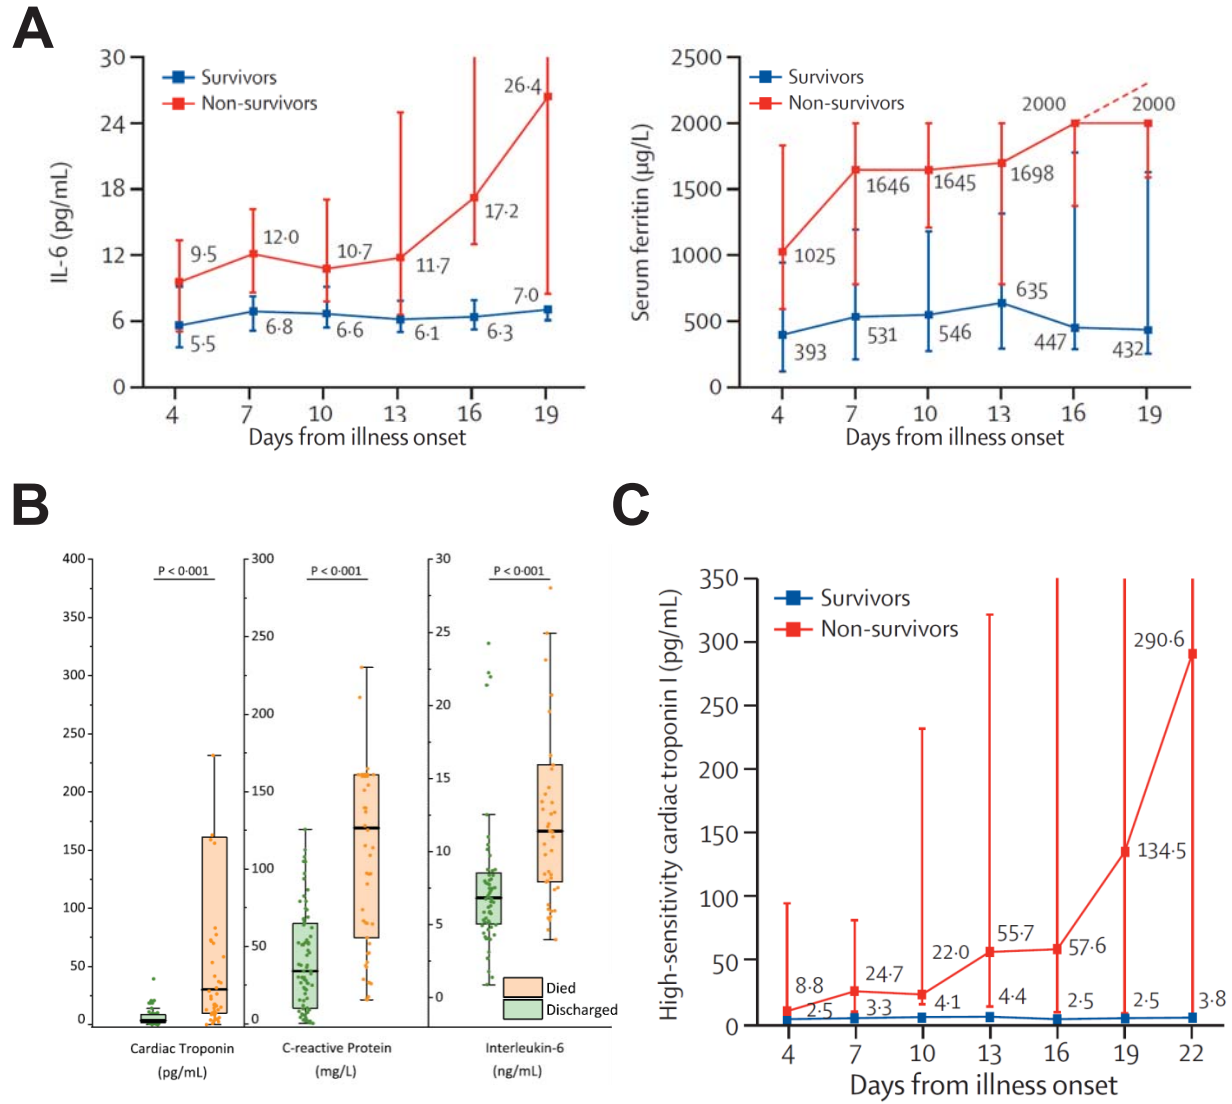 A
30
24
18
12
6
0
IL-6 (pg/mL)
Survivors
Non-survivors
9·5
12·0
10·7
11·7
17·2
26·4
5·5
6·8
6·6
6·1
6·3
7·0
4 7 10 13 16 19
Days from illness onset
2500
2000
1500
1000
500
0
Serum ferritin (µg/L)
Survivors
Non-survivors
1025
1646
1645
1698
2000
2000
393
531
546
635
447
432
4 7 10 13 16 19
Days from illness onset
B
400
350
300
250
200
150
100
50
0
P < 0·001
Cardiac Troponin
(pg/mL)
300
250
200
150
100
50
0
P < 0·001
C-reactive Protein
(mg/L)
30
25
20
15
10
5
0
P < 0·001
Interleukin-6
(ng/mL)
Died
Discharged
C
350
300
250
200
150
100
50
0
High-sensitivity cardiac troponin I (pg/mL)
Survivors
Non-survivors
8·8
24·7
22·0
55·7
57·6
134·5
290·6
2·5
3·3
4·1
4·4
2·5
2·5
3·8
4 7 10 13 16 19 22
Days from illness onset